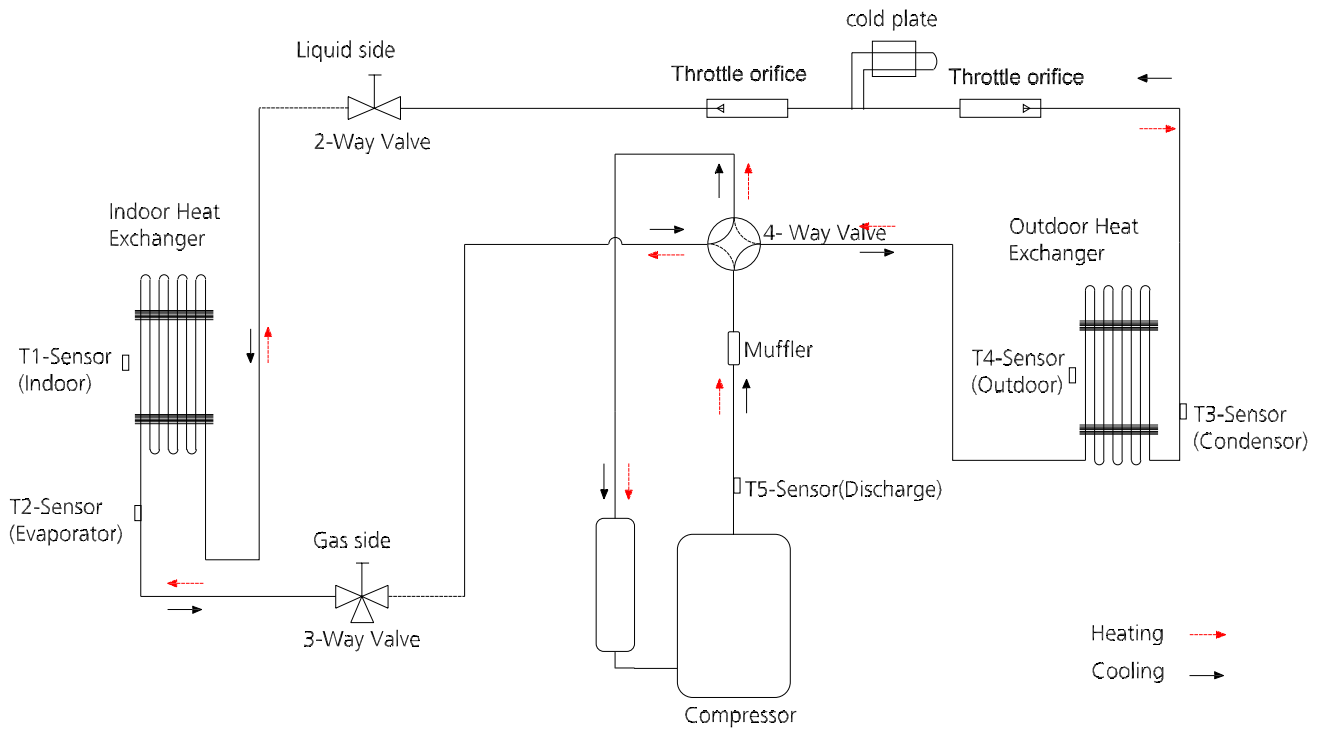 cold plate
Liquid side
Throttle orifice
Throttle orifice
2-Way Valve
Indoor Heat
Exchanger
4- Way Valve
Outdoor Heat
Exchanger
Muffler
T1-Sensor
(Indoor)
T4-Sensor
(Outdoor)
T3-Sensor
(Condensor)
T2-Sensor
(Evaporator)
T5-Sensor(Discharge)
Gas side
3-Way Valve
Heating
Cooling
Compressor